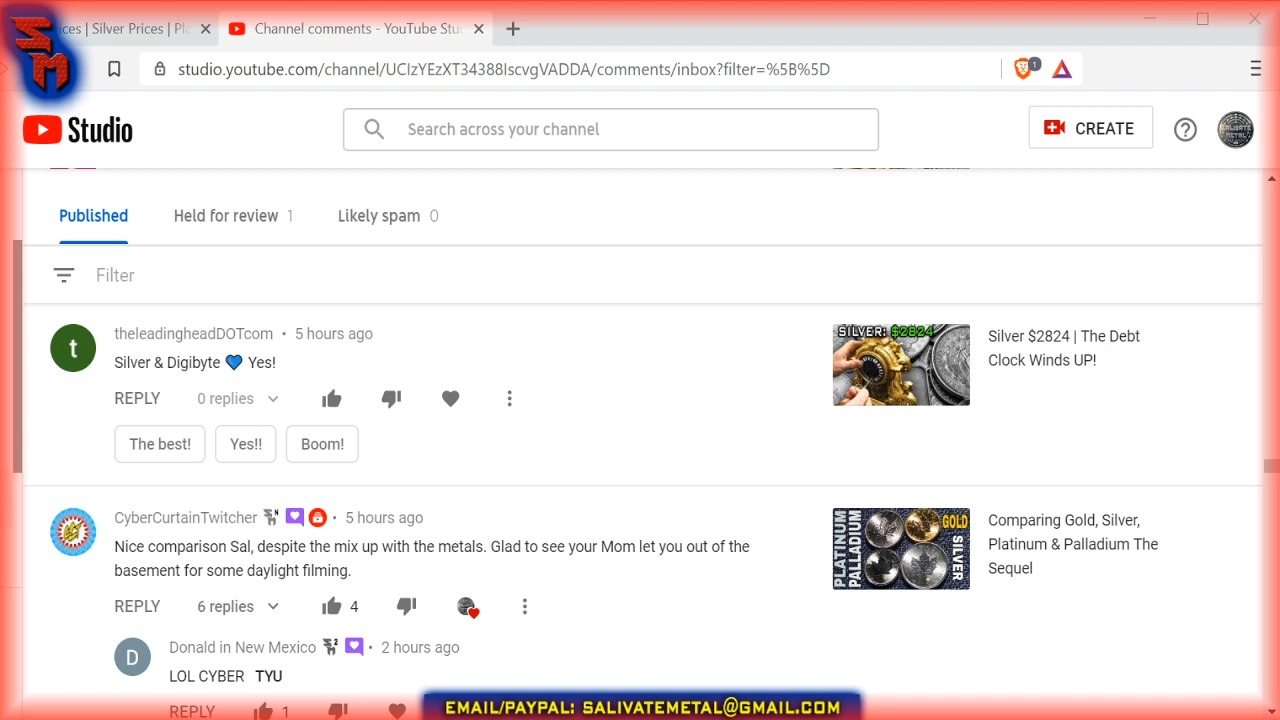 ices | Silver Prices | Pla
Channel comments - YouTube Stu
studio.youtube.com/channel/UCIzYEzXT34388IscvgVADDA/comments/inbox?filter=%5B%5D
1
SM
Studio
Search across your channel
CREATE
SALIVATE METAL
Published
Held for review 1
Likely spam 0
Filter
t
theleadingheadDOTcom • 5 hours ago
Silver & Digibyte 💙 Yes!
REPLY 0 replies
The best! Yes!! Boom!
SILVER: $2824
Silver $2824 | The Debt
Clock Winds UP!
CyberCurtainTwitcher • 5 hours ago
Nice comparison Sal, despite the mix up with the metals. Glad to see your Mom let you out of the
basement for some daylight filming.
REPLY 6 replies 4
PLATINUM
PALLADIUM
GOLD
SILVER
Comparing Gold, Silver,
Platinum & Palladium The
Sequel
D
Donald in New Mexico • 2 hours ago
LOL CYBER TYU
REPLY 1
EMAIL/PAYPAL: SALIVATEMETAL@GMAIL.COM